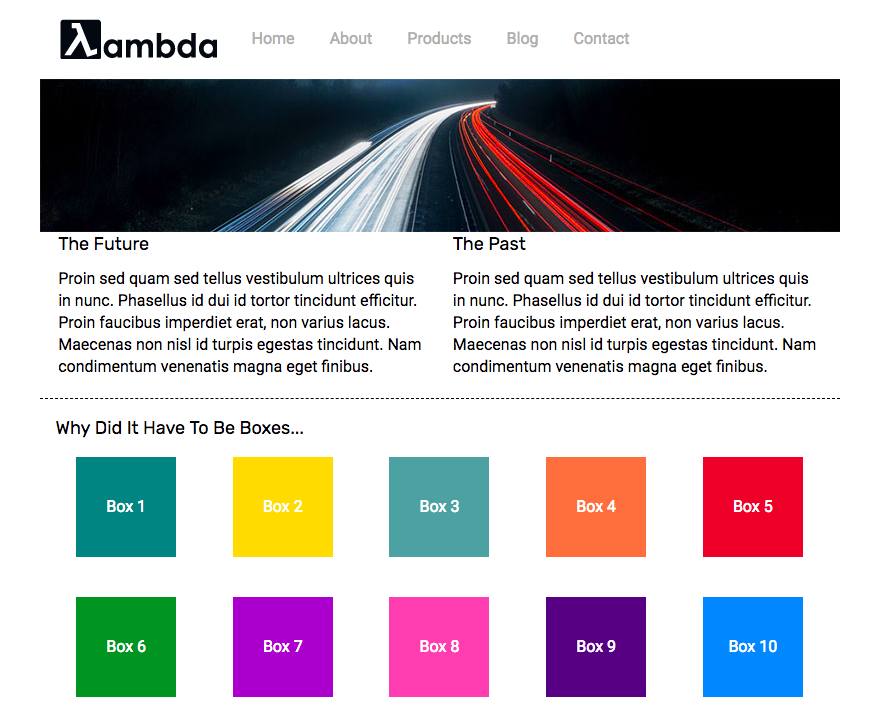 λambda
Home About Products Blog Contact
The Future
Proin sed quam sed tellus vestibulum ultrices quis
in nunc. Phasellus id dui id tortor tincidunt efficitur.
Proin faucibus imperdiet erat, non varius lacus.
Maecenas non nisl id turpis egestas tincidunt. Nam
condimentum venenatis magna eget finibus.
The Past
Proin sed quam sed tellus vestibulum ultrices quis
in nunc. Phasellus id dui id tortor tincidunt efficitur.
Proin faucibus imperdiet erat, non varius lacus.
Maecenas non nisl id turpis egestas tincidunt. Nam
condimentum venenatis magna eget finibus.
Why Did It Have To Be Boxes...
Box 1 Box 2 Box 3 Box 4 Box 5
Box 6 Box 7 Box 8 Box 9 Box 10